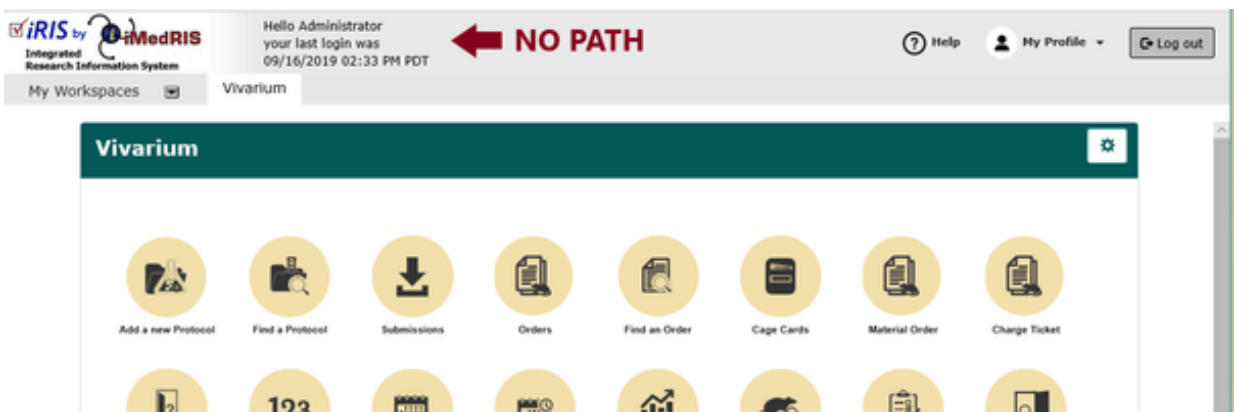 iRIS by iMedRIS
Integrated
Research Information System
Hello Administrator
your last login was
09/16/2019 02:33 PM PDT
NO PATH
? Help
My Profile
Log out
My Workspaces
Vivarium
Vivarium
Add a new Protocol
Find a Protocol
Submissions
Orders
Find an Order
Cage Cards
Material Order
Charge Ticket
?
123